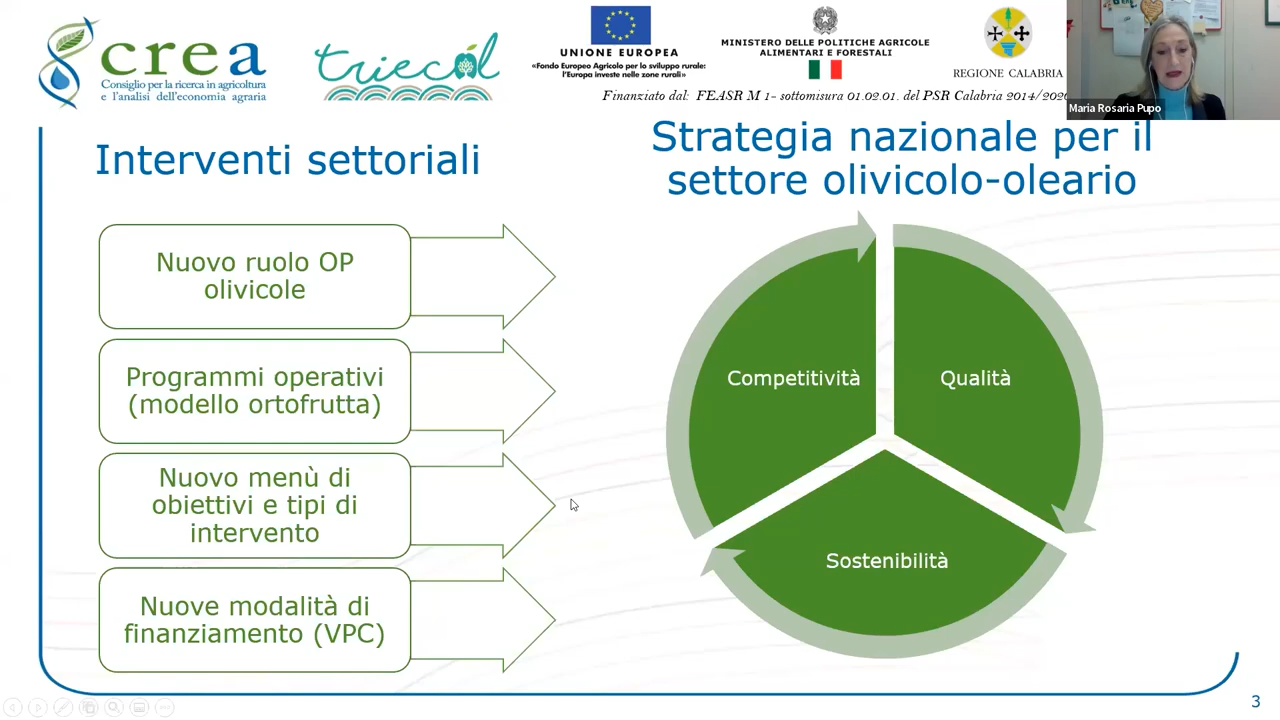 crea
Consiglio per la ricerca in agricoltura
e l'analisi dell'economia agraria
triecol
UNIONE EUROPEA
«Fondo Europeo Agricolo per lo sviluppo rurale:
l'Europa investe nelle zone rurali»
MINISTERO DELLE POLITICHE AGRICOLE
ALIMENTARI E FORESTALI
REGIONE CALABRIA
Finanziato dal: FEASR M 1- sottomisura 01.02.01. del PSR Calabria 2014/2020
Maria Rosaria Pupo
Interventi settoriali
Nuovo ruolo OP
olivicole
Programmi operativi
(modello ortofrutta)
Nuovo menù di
obiettivi e tipi di
intervento
Nuove modalità di
finanziamento (VPC)
Strategia nazionale per il
settore olivicolo-oleario
Competitività
Qualità
Sostenibilità
3